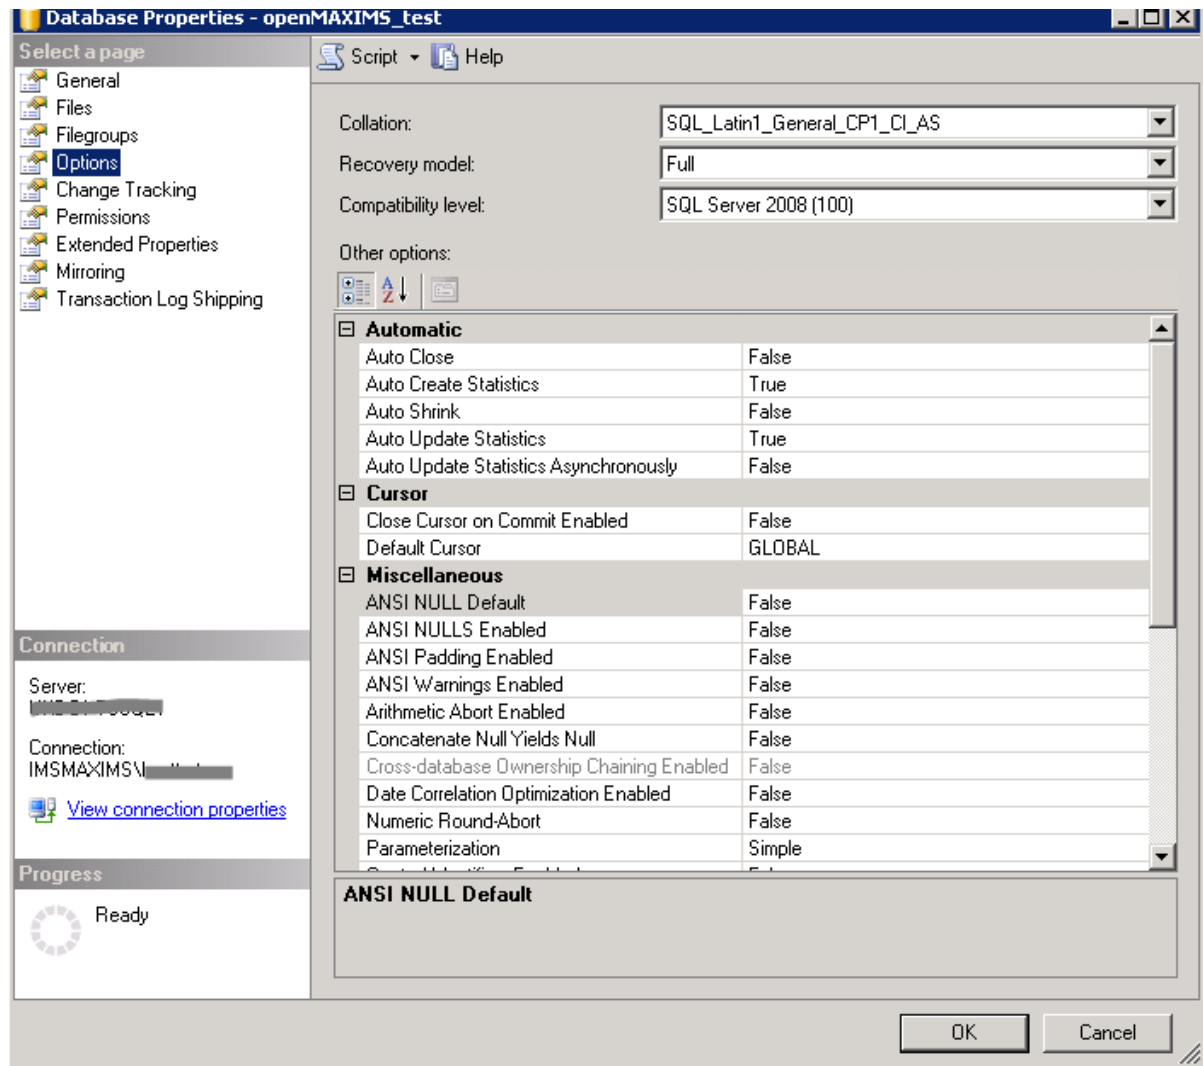 Database Properties - openMAXIMS_test
Select a page
General
Files
Filegroups
Options
Change Tracking
Permissions
Extended Properties
Mirroring
Transaction Log Shipping
Script
Help
Collation:
SQL_Latin1_General_CP1_CI_AS
Recovery model:
Full
Compatibility level:
SQL Server 2008 (100)
Other options:
Automatic
Auto Close False
Auto Create Statistics True
Auto Shrink False
Auto Update Statistics True
Auto Update Statistics Asynchronously False
Cursor
Close Cursor on Commit Enabled False
Default Cursor GLOBAL
Miscellaneous
ANSI NULL Default False
ANSI NULLS Enabled False
ANSI Padding Enabled False
ANSI Warnings Enabled False
Arithmetic Abort Enabled False
Concatenate Null Yields Null False
Cross-database Ownership Chaining Enabled False
Date Correlation Optimization Enabled False
Numeric Round-Abort False
Parameterization Simple
ANSI NULL Default
Connection
Server:
Connection:
IMSMAXIMS\
View connection properties
Progress
Ready
OK
Cancel